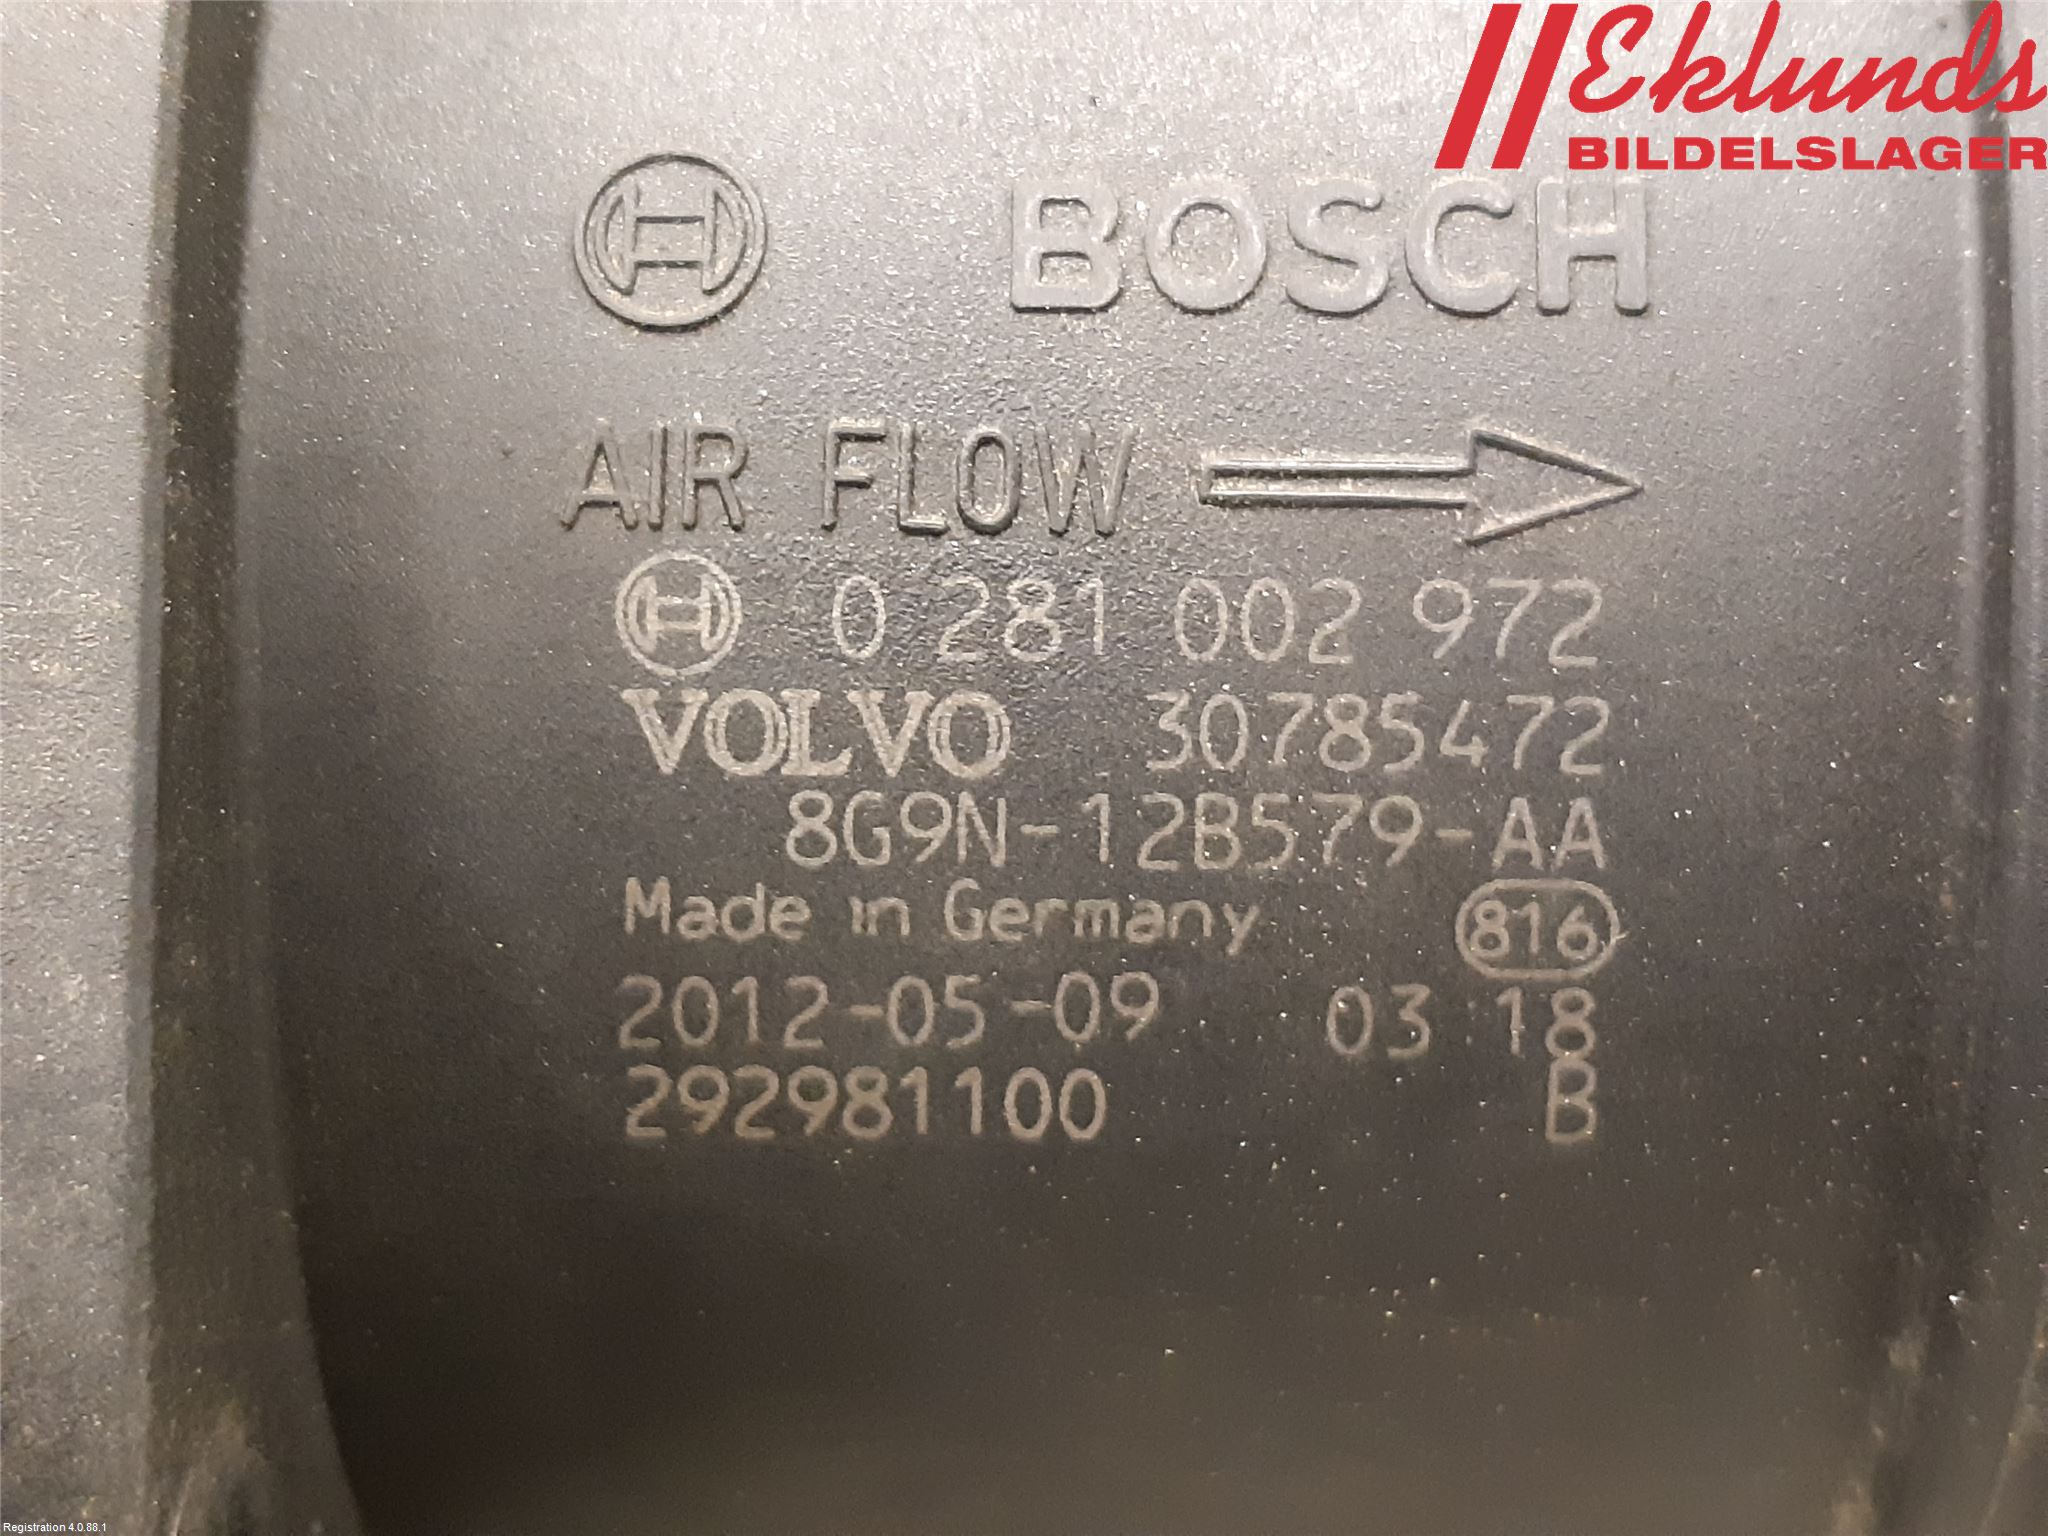 Eklunds
BILDELSLAGER
BOSCH
AIR FLOW
0 281 002 972
VOLVO 30785472
8G9N-12B579-AA
Made in Germany 816
2012-05-09 03 18
292981100 B
Registration 4.0.88.1